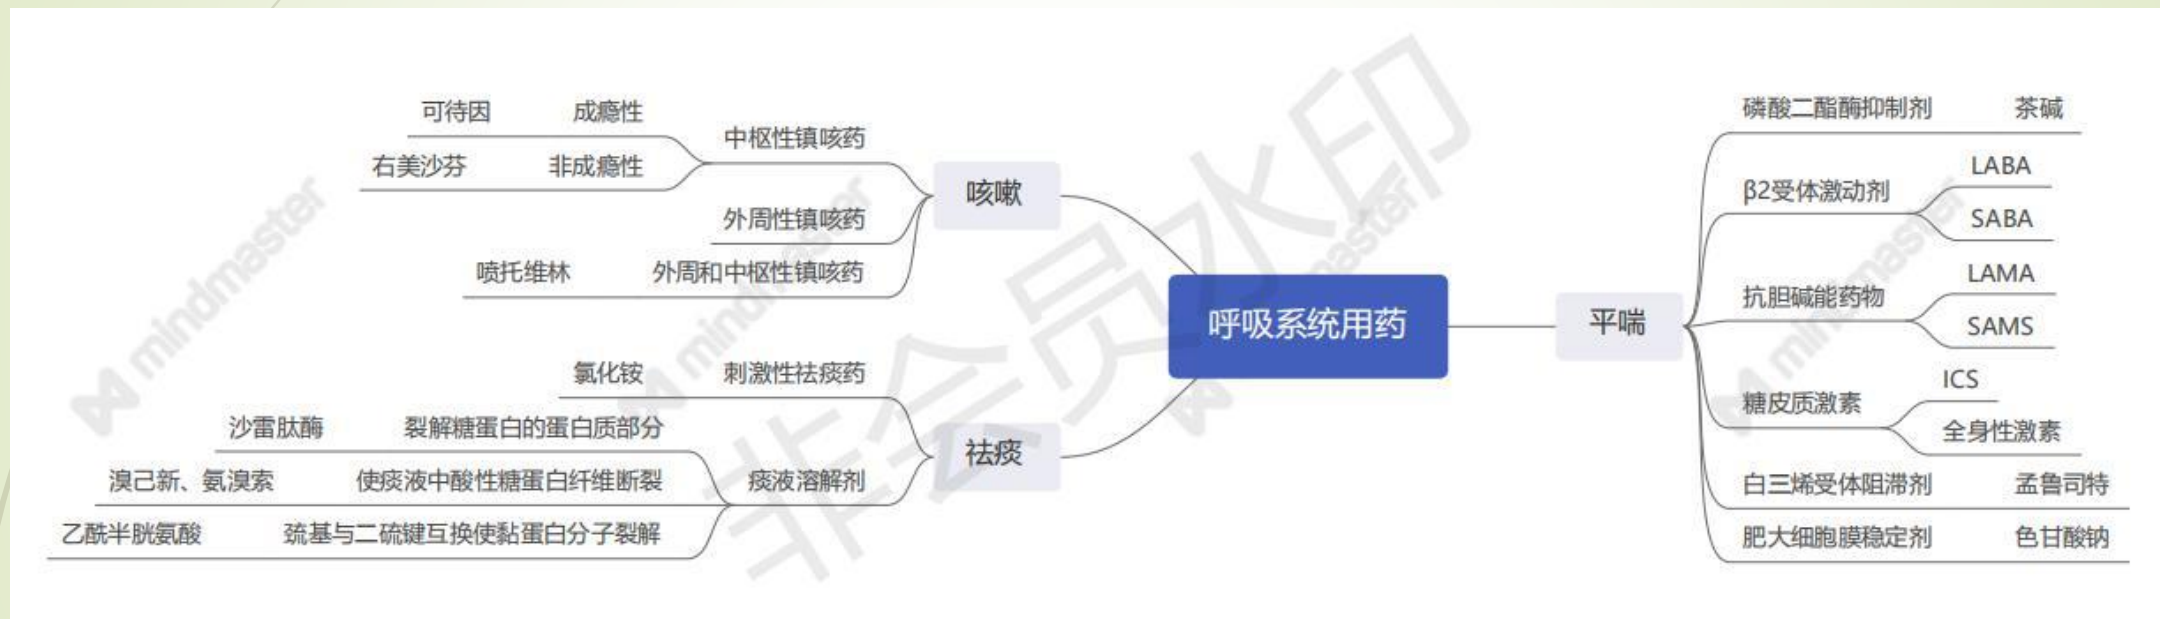 呼吸系统用药
咳嗽
中枢性镇咳药
成瘾性
可待因
非成瘾性
右美沙芬
外周性镇咳药
外周和中枢性镇咳药
喷托维林
祛痰
刺激性祛痰药
氯化铵
痰液溶解剂
裂解糖蛋白的蛋白质部分
沙雷肽酶
使痰液中酸性糖蛋白纤维断裂
溴己新、氨溴索
巯基与二硫键互换使黏蛋白分子裂解
乙酰半胱氨酸
平喘
磷酸二酯酶抑制剂
茶碱
β2受体激动剂
LABA
SABA
抗胆碱能药物
LAMA
SAMS
糖皮质激素
ICS
全身性激素
白三烯受体阻滞剂
孟鲁司特
肥大细胞膜稳定剂
色甘酸钠
非会员水印
mindmaster
mindmaster
mindmaster
mindmaster